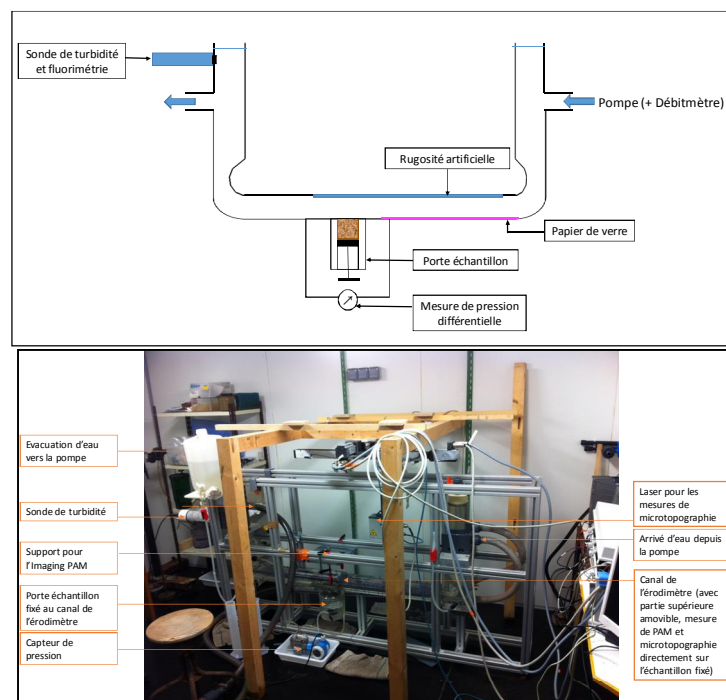 Sonde de turbidité
et fluorimétrie
Pompe (+ Débitmètre)
Rugosité artificielle
Papier de verre
Porte échantillon
Mesure de pression
différentielle
Evacuation d'eau
vers la pompe
Sonde de turbidité
Support pour
l'Imaging PAM
Porte échantillon
fixé au canal de
l'érodimètre
Capteur de
pression
Laser pour les
mesures de
microtopographie
Arrivé d'eau depuis
la pompe
Canal de
l'érodimètre (avec
partie supérieure
amovible, mesure
de PAM et
microtopographie
directement sur
l'échantillon fixé)